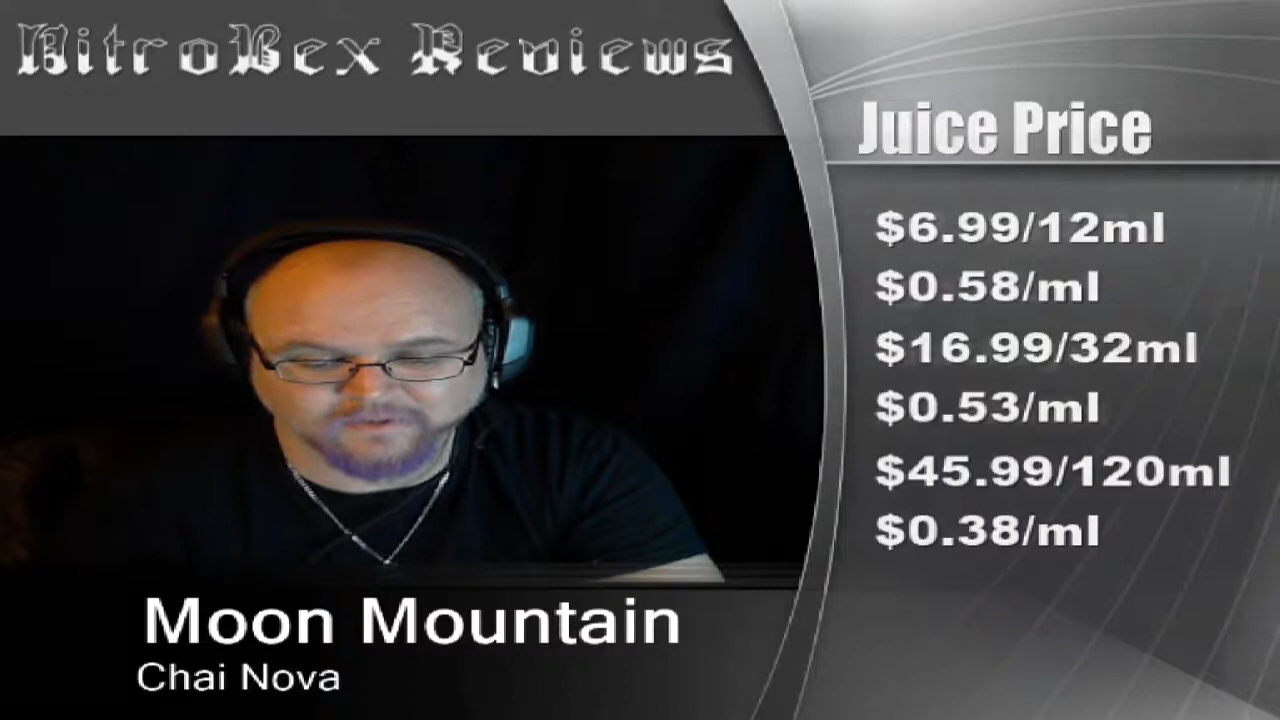 NitroBex Reviews
Juice Price
$6.99/12ml
$0.58/ml
$16.99/32ml
$0.53/ml
$45.99/120ml
$0.38/ml
Moon Mountain
Chai Nova